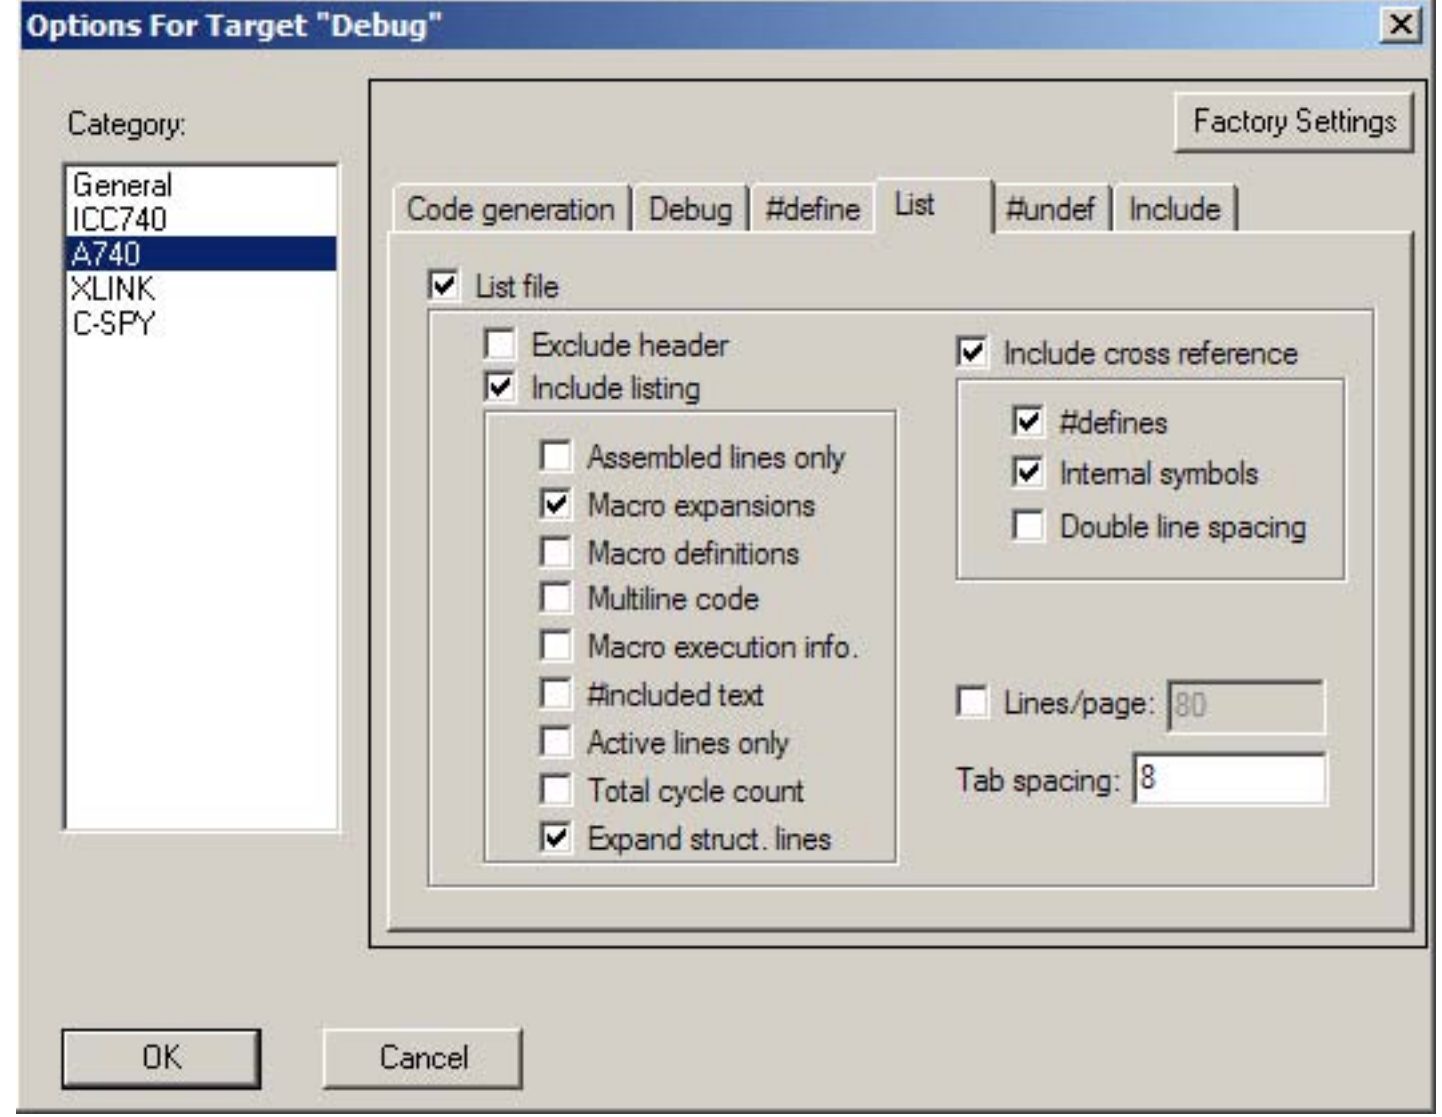 Options For Target "Debug"
Category:
General
ICC740
A740
XLINK
C-SPY
Factory Settings
Code generation Debug #define List #undef Include
List file
Exclude header
Include listing
Assembled lines only
Macro expansions
Macro definitions
Multiline code
Macro execution info.
#included text
Active lines only
Total cycle count
Expand struct. lines
Include cross reference
#defines
Internal symbols
Double line spacing
Lines/page: 80
Tab spacing: 8
OK Cancel